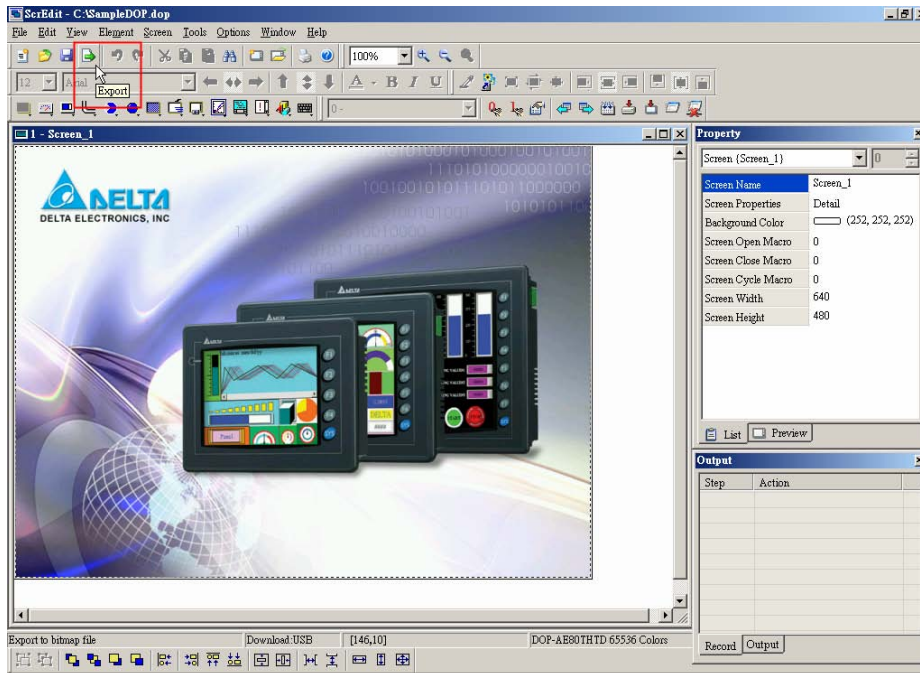 ScrEdit - C:\SampleDOP.dop
File Edit View Element Screen Tools Options Window Help
100%
12 Arial
Export
A - B I U
0 -
1 - Screen_1
DELTA
DELTA ELECTRONICS, INC
Property
Screen {Screen_1} 0
Screen Name Screen_1
Screen Properties Detail
Background Color (252, 252, 252)
Screen Open Macro 0
Screen Close Macro 0
Screen Cycle Macro 0
Screen Width 640
Screen Height 480
List Preview
Output
Step Action
Record Output
Export to bitmap file Download:USB [146,10] DOP-AE80THTD 65536 Colors